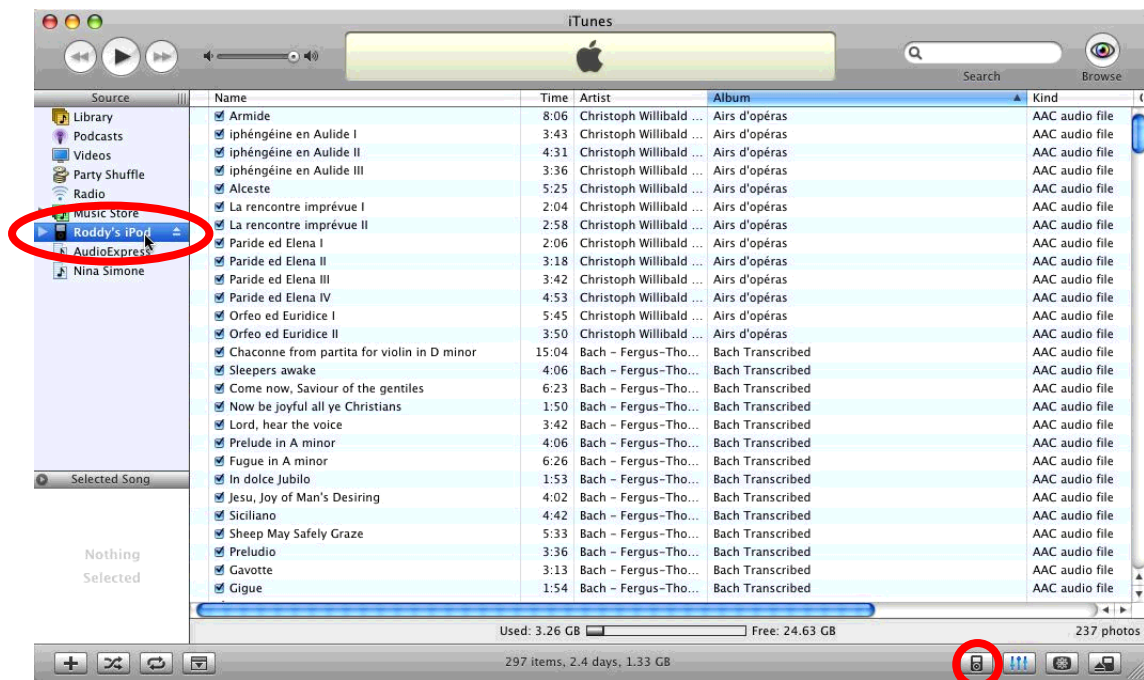 iTunes
Search
Browse
Source
Name Time Artist Album Kind
Library
Podcasts
Videos
Party Shuffle
Radio
Music Store
Roddy's iPod
AudioExpress
Nina Simone
Armide 8:06 Christoph Willibald ... Airs d'opéras AAC audio file
iphéngéine en Aulide I 3:43 Christoph Willibald ... Airs d'opéras AAC audio file
iphéngéine en Aulide II 4:31 Christoph Willibald ... Airs d'opéras AAC audio file
iphéngéine en Aulide III 3:36 Christoph Willibald ... Airs d'opéras AAC audio file
Alceste 5:25 Christoph Willibald ... Airs d'opéras AAC audio file
La rencontre imprévue I 2:04 Christoph Willibald ... Airs d'opéras AAC audio file
La rencontre imprévue II 2:58 Christoph Willibald ... Airs d'opéras AAC audio file
Paride ed Elena I 2:06 Christoph Willibald ... Airs d'opéras AAC audio file
Paride ed Elena II 3:18 Christoph Willibald ... Airs d'opéras AAC audio file
Paride ed Elena III 3:42 Christoph Willibald ... Airs d'opéras AAC audio file
Paride ed Elena IV 4:53 Christoph Willibald ... Airs d'opéras AAC audio file
Orfeo ed Euridice I 5:45 Christoph Willibald ... Airs d'opéras AAC audio file
Orfeo ed Euridice II 3:50 Christoph Willibald ... Airs d'opéras AAC audio file
Chaconne from partita for violin in D minor 15:04 Bach - Fergus-Tho... Bach Transcribed AAC audio file
Sleepers awake 4:06 Bach - Fergus-Tho... Bach Transcribed AAC audio file
Come now, Saviour of the gentiles 6:23 Bach - Fergus-Tho... Bach Transcribed AAC audio file
Now be joyful all ye Christians 1:50 Bach - Fergus-Tho... Bach Transcribed AAC audio file
Lord, hear the voice 3:42 Bach - Fergus-Tho... Bach Transcribed AAC audio file
Prelude in A minor 4:06 Bach - Fergus-Tho... Bach Transcribed AAC audio file
Fugue in A minor 6:26 Bach - Fergus-Tho... Bach Transcribed AAC audio file
In dolce Jubilo 1:53 Bach - Fergus-Tho... Bach Transcribed AAC audio file
Jesu, Joy of Man's Desiring 4:02 Bach - Fergus-Tho... Bach Transcribed AAC audio file
Siciliano 4:42 Bach - Fergus-Tho... Bach Transcribed AAC audio file
Sheep May Safely Graze 5:33 Bach - Fergus-Tho... Bach Transcribed AAC audio file
Preludio 3:36 Bach - Fergus-Tho... Bach Transcribed AAC audio file
Gavotte 3:13 Bach - Fergus-Tho... Bach Transcribed AAC audio file
Gigue 1:54 Bach - Fergus-Tho... Bach Transcribed AAC audio file
Selected Song
Nothing
Selected
Used: 3.26 GB Free: 24.63 GB 237 photos
297 items, 2.4 days, 1.33 GB